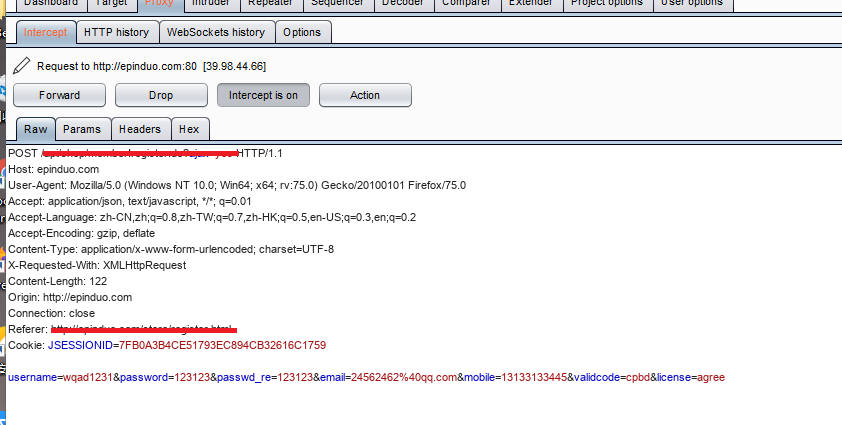 Dashboard Target Proxy Intruder Repeater Sequencer Decoder Comparer Extender Project options User options
Intercept HTTP history WebSockets history Options
Request to http://epinduo.com:80 [39.98.44.66]
Forward Drop Intercept is on Action
Raw Params Headers Hex
POST / HTTP/1.1
Host: epinduo.com
User-Agent: Mozilla/5.0 (Windows NT 10.0; Win64; x64; rv:75.0) Gecko/20100101 Firefox/75.0
Accept: application/json, text/javascript, */*; q=0.01
Accept-Language: zh-CN,zh;q=0.8,zh-TW;q=0.7,zh-HK;q=0.5,en-US;q=0.3,en;q=0.2
Accept-Encoding: gzip, deflate
Content-Type: application/x-www-form-urlencoded; charset=UTF-8
X-Requested-With: XMLHttpRequest
Content-Length: 122
Origin: http://epinduo.com
Connection: close
Referer:
Cookie: JSESSIONID=7FB0A3B4CE51793EC894CB32616C1759
username=wqad1231&password=123123&passwd_re=123123&email=24562462%40qq.com&mobile=13133133445&validcode=cpbd&license=agree